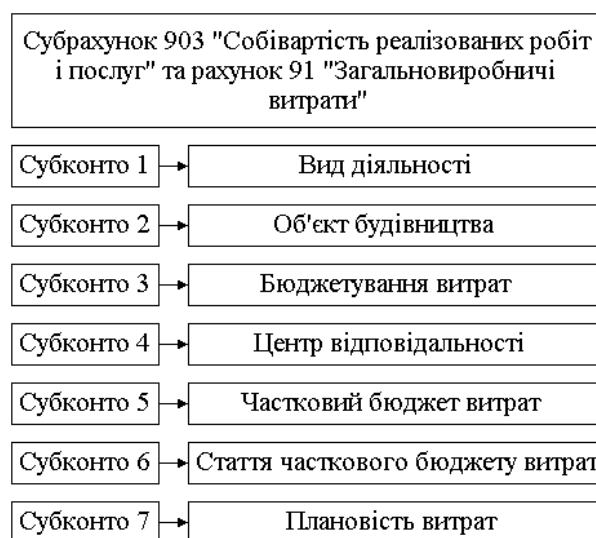 Субрахунок 903 "Собівартість реалізованих робіт
і послуг" та рахунок 91 "Загальновиробничі
витрати"
Субконто 1 Вид діяльності
Субконто 2 Об'єкт будівництва
Субконто 3 Бюджетування витрат
Субконто 4 Центр відповідальності
Субконто 5 Частковий бюджет витрат
Субконто 6 Стаття часткового бюджету витрат
Субконто 7 Плановість витрат